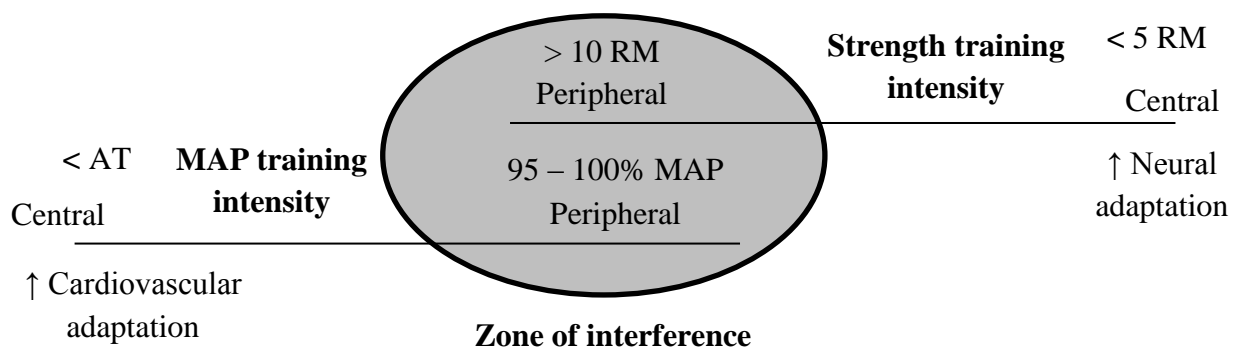 > 10 RM
Peripheral
Strength training
intensity
< 5 RM
Central
↑ Neural
adaptation
< AT
Central
MAP training
intensity
95 – 100% MAP
Peripheral
↑ Cardiovascular
adaptation
Zone of interference